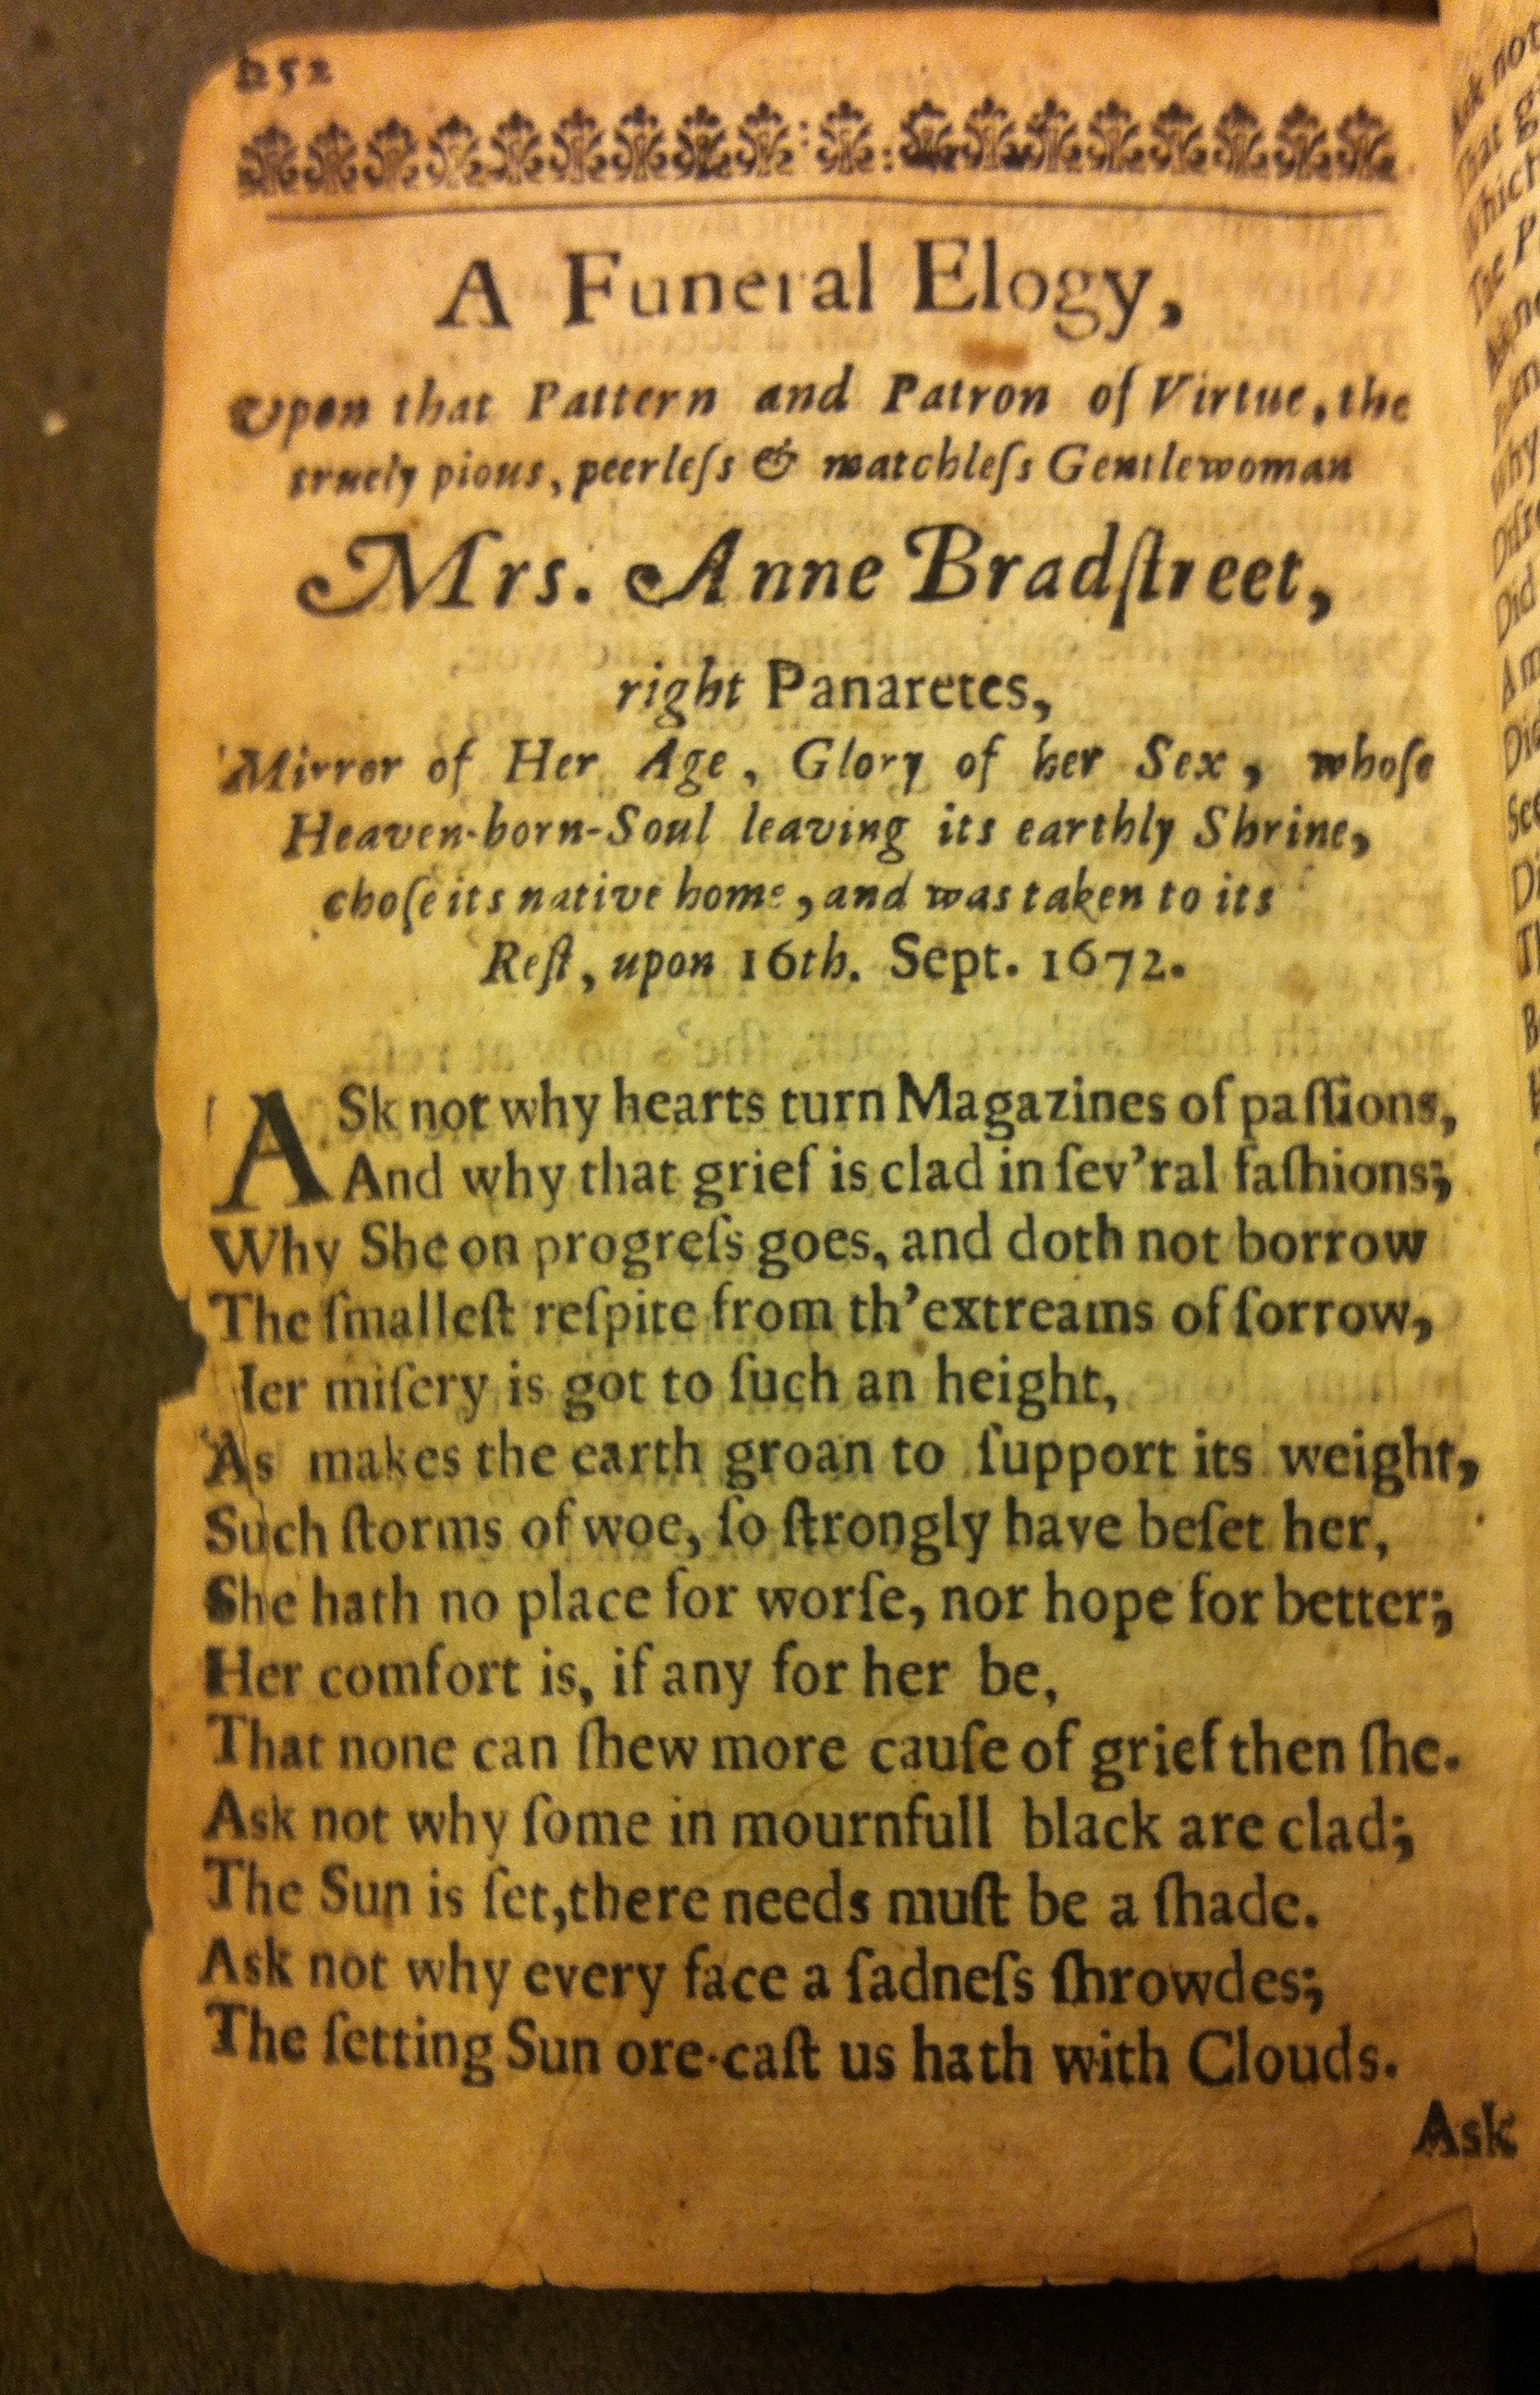 252
A Funeral Elogy,
Upon that Pattern and Patron of Virtue, the
truely pious, peerleſs & matchleſs Gentlewoman
Mrs. Anne Bradſtreet,
right Panaretes,
Mirror of Her Age, Glory of her Sex, whoſe
Heaven-born-Soul leaving its earthly Shrine,
choſe its native home, and was taken to its
Reſt, upon 16th. Sept. 1672.
ASk not why hearts turn Magazines of paſſions,
And why that grief is clad in ſev'ral faſhions;
Why She on progreſs goes, and doth not borrow
The ſmalleſt reſpite from th'extreams of ſorrow,
Her miſery is got to ſuch an height,
As makes the earth groan to ſupport its weight,
Such ſtorms of woe, ſo ſtrongly have beſet her,
She hath no place for worſe, nor hope for better;
Her comfort is, if any for her be,
That none can ſhew more cauſe of grief then ſhe.
Ask not why ſome in mournfull black are clad;
The Sun is ſet, there needs muſt be a ſhade.
Ask not why every face a ſadneſs ſhrowdes;
The ſetting Sun ore-caſt us hath with Clouds.
Ask